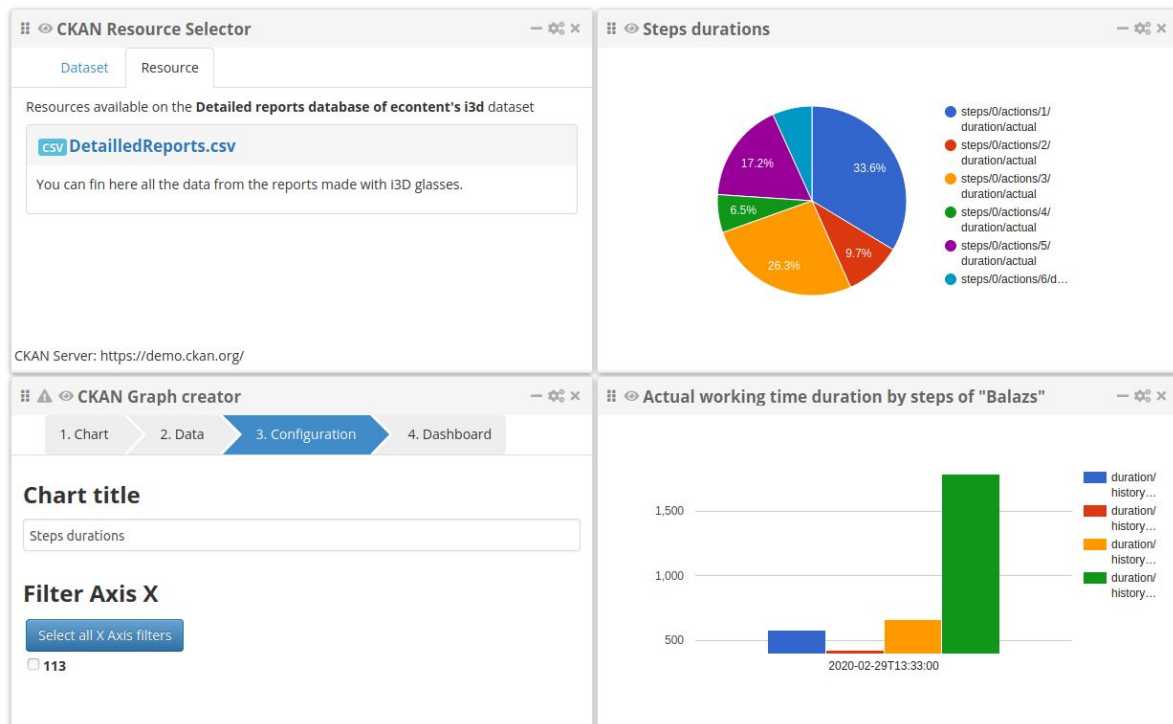 CKAN Resource Selector
Dataset
Resource
Resources available on the Detailed reports database of econtent's i3d dataset
CSV DetailledReports.csv
You can fin here all the data from the reports made with i3D glasses.
CKAN Server: https://demo.ckan.org/
Steps durations
33.6%
9.7%
26.3%
6.5%
17.2%
steps/0/actions/1/
duration/actual
steps/0/actions/2/
duration/actual
steps/0/actions/3/
duration/actual
steps/0/actions/4/
duration/actual
steps/0/actions/5/
duration/actual
steps/0/actions/6/d…
CKAN Graph creator
1. Chart
2. Data
3. Configuration
4. Dashboard
Chart title
Steps durations
Filter Axis X
Select all X Axis filters
113
Actual working time duration by steps of "Balazs"
1,500
1,000
500
2020-02-29T13:33:00
duration/
history…
duration/
history…
duration/
history…
duration/
history…